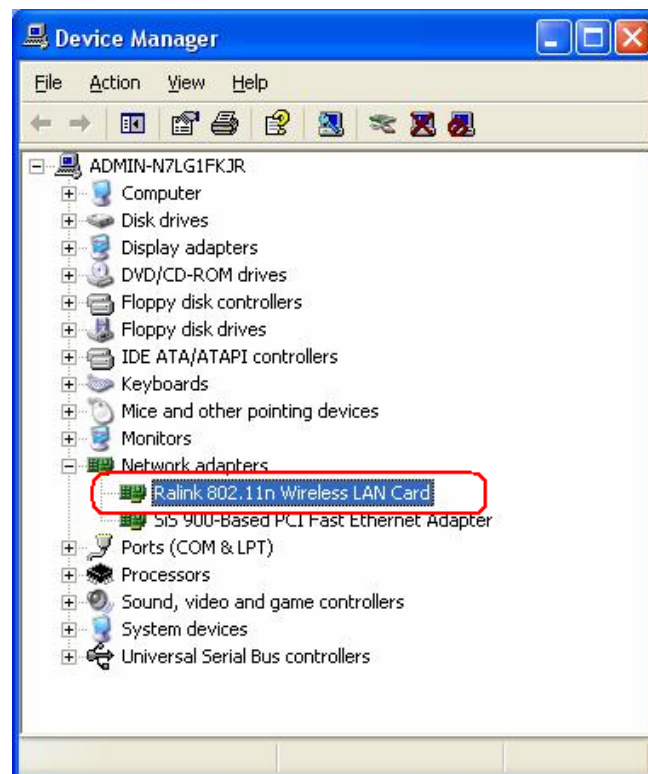 Device Manager
File Action View Help
ADMIN-N7LG1FKJR
Computer
Disk drives
Display adapters
DVD/CD-ROM drives
Floppy disk controllers
Floppy disk drives
IDE ATA/ATAPI controllers
Keyboards
Mice and other pointing devices
Monitors
Network adapters
Ralink 802.11n Wireless LAN Card
SiS 900-Based PCI Fast Ethernet Adapter
Ports (COM & LPT)
Processors
Sound, video and game controllers
System devices
Universal Serial Bus controllers